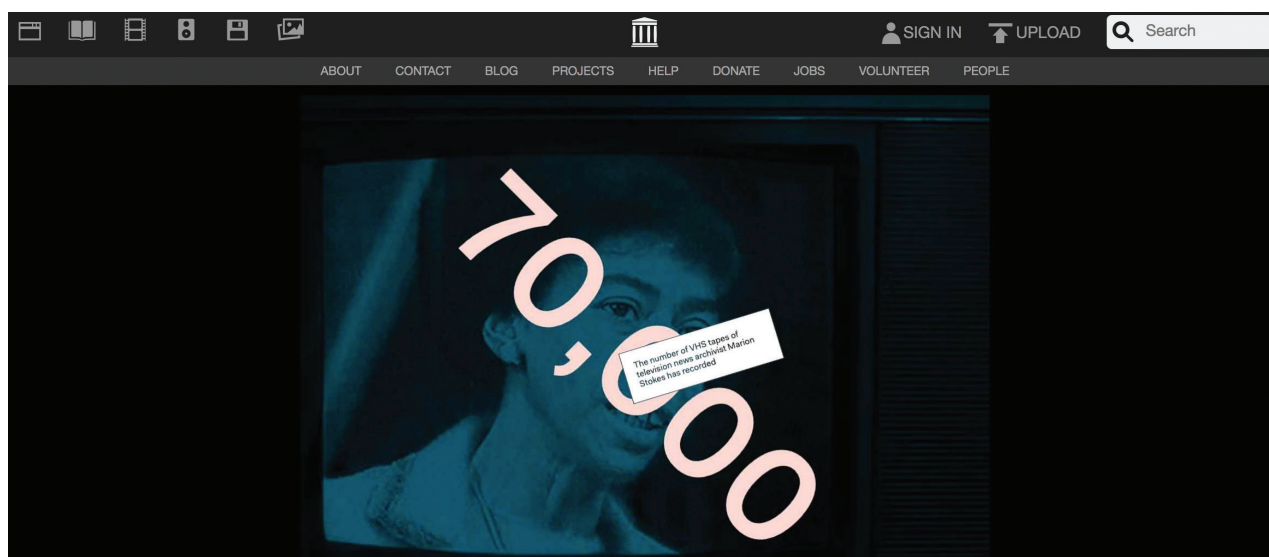 SIGN IN UPLOAD Search
ABOUT CONTACT BLOG PROJECTS HELP DONATE JOBS VOLUNTEER PEOPLE
70,000
The number of VHS tapes of
television news archivist Marion
Stokes has recorded